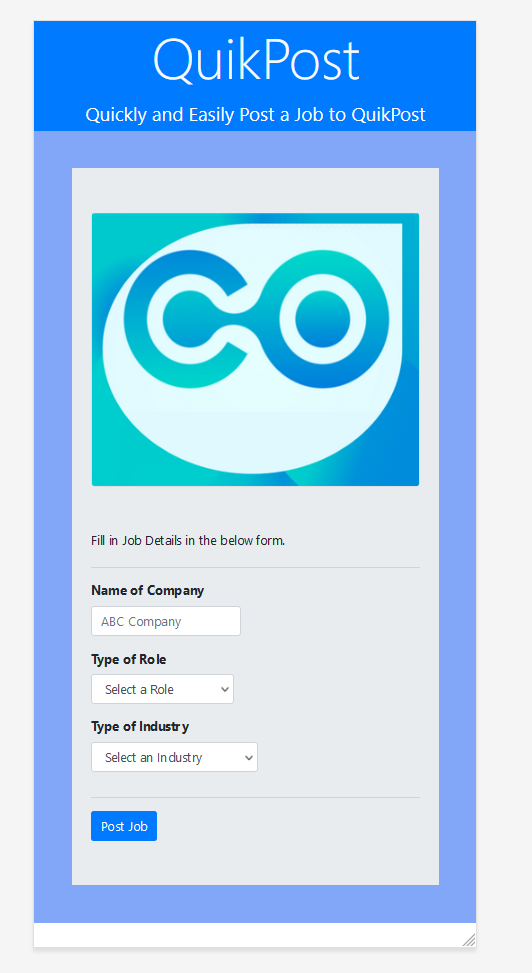 QuikPost
Quickly and Easily Post a Job to QuikPost
CO
Fill in Job Details in the below form.
Name of Company
ABC Company
Type of Role
Select a Role
Type of Industry
Select an Industry
Post Job